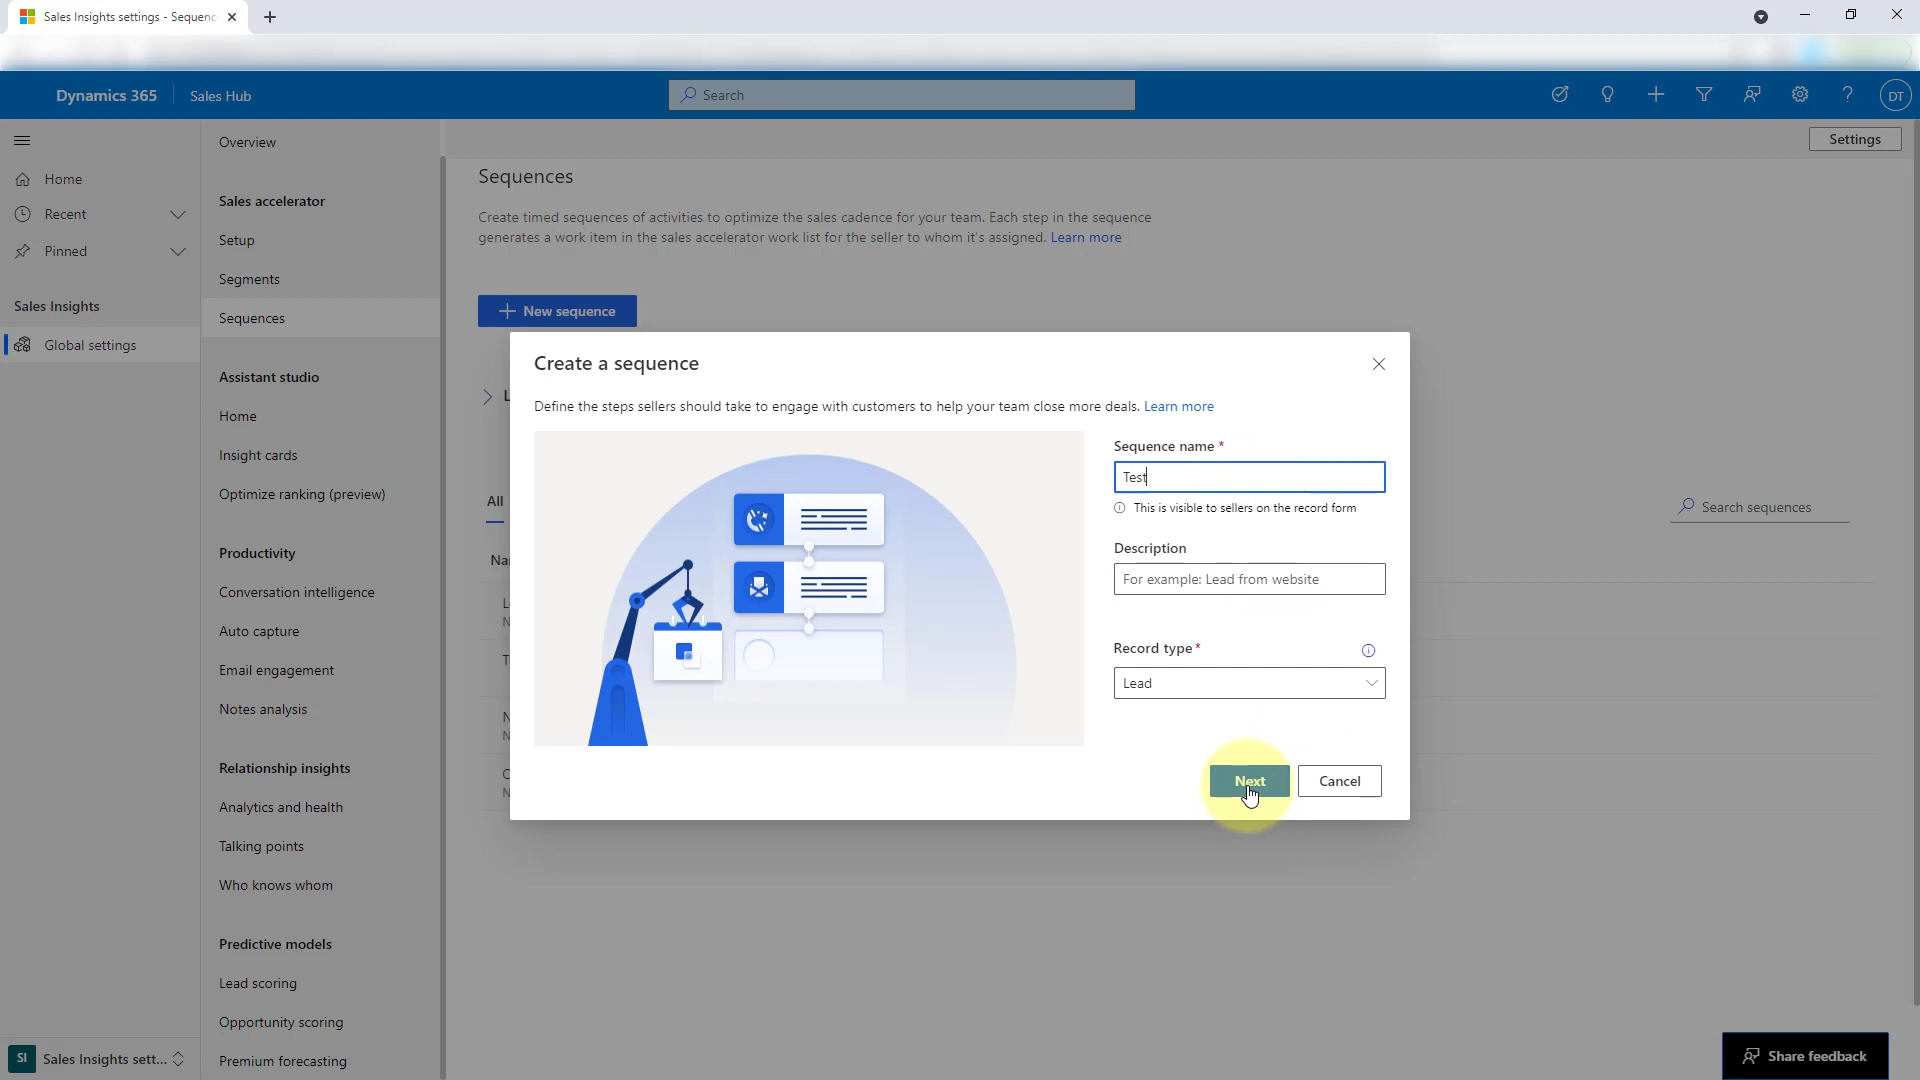 Sales Insights settings - Sequenc
Dynamics 365
Sales Hub
Search
DT
Home
Recent
Pinned
Sales Insights
Global settings
SI
Sales Insights sett...
Overview
Sales accelerator
Setup
Segments
Sequences
Assistant studio
Home
Insight cards
Optimize ranking (preview)
Productivity
Conversation intelligence
Auto capture
Email engagement
Notes analysis
Relationship insights
Analytics and health
Talking points
Who knows whom
Predictive models
Lead scoring
Opportunity scoring
Premium forecasting
Settings
Sequences
Create timed sequences of activities to optimize the sales cadence for your team. Each step in the sequence
generates a work item in the sales accelerator work list for the seller to whom it's assigned. Learn more
New sequence
All
Search sequences
Create a sequence
Define the steps sellers should take to engage with customers to help your team close more deals. Learn more
Sequence name *
Test
This is visible to sellers on the record form
Description
For example: Lead from website
Record type *
Lead
Next
Cancel
Share feedback